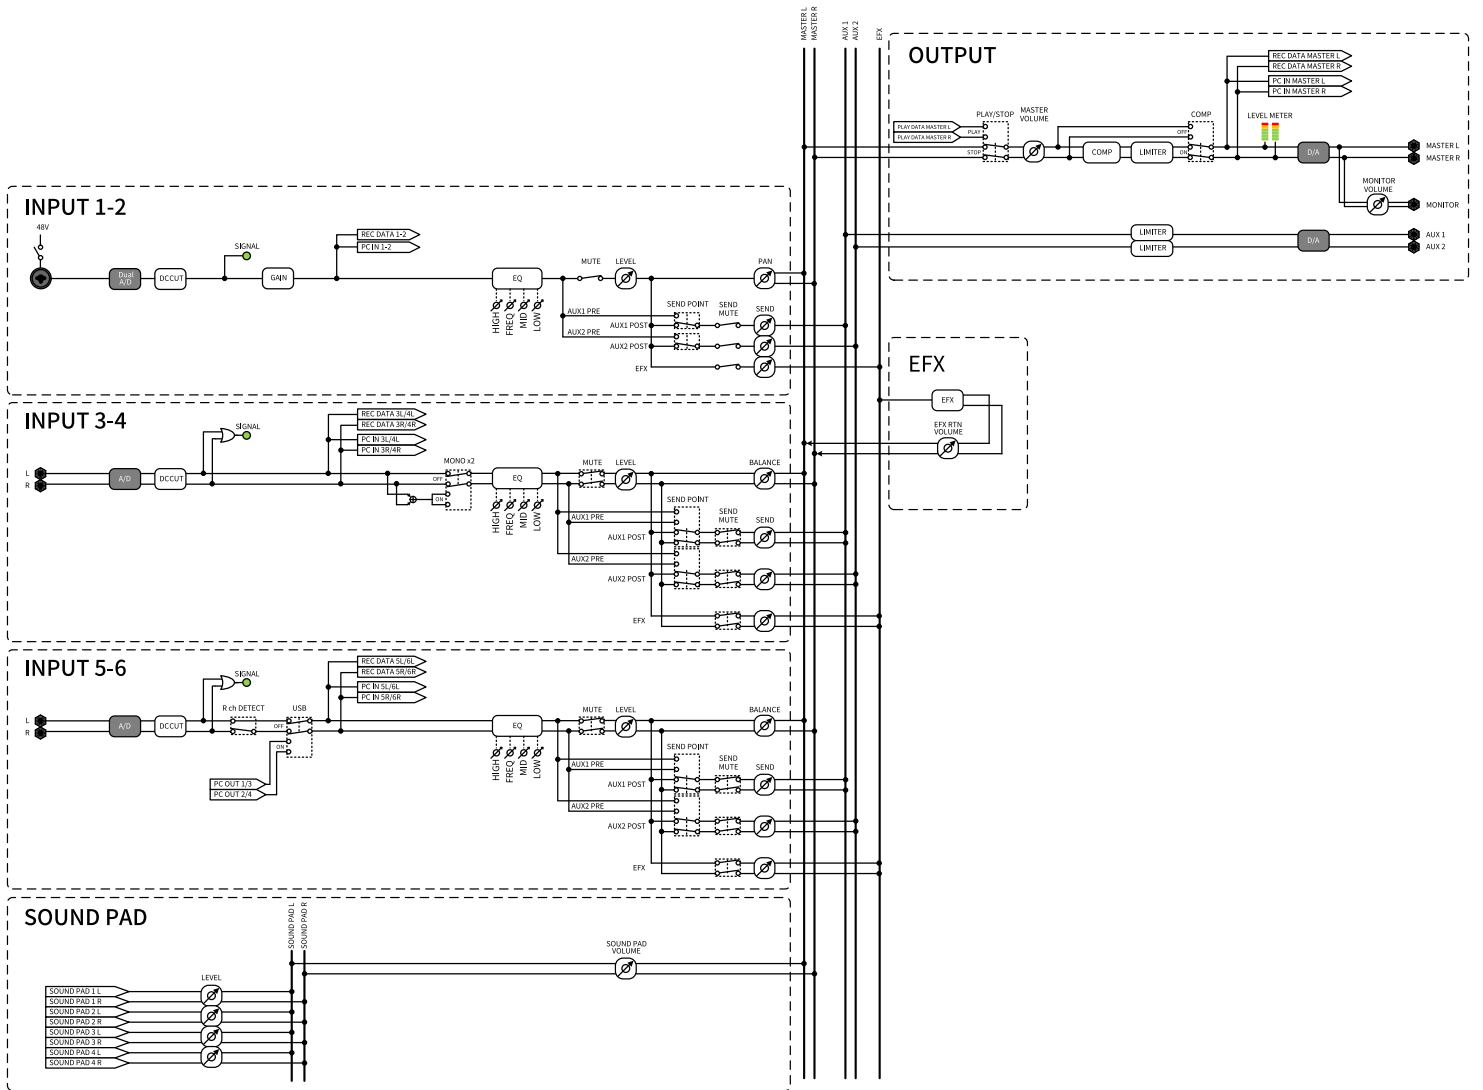 MASTER L
MASTER R
AUX 1
AUX 2
EFX
OUTPUT
REC DATA MASTER L
REC DATA MASTER R
PC IN MASTER L
PC IN MASTER R
PLAY/STOP
MASTER
VOLUME
COMP
LEVEL METER
PLAY DATA MASTER L
PLAY DATA MASTER R
PLAY
STOP
OFF
ON
COMP
LIMITER
D/A
MASTER L
MASTER R
MONITOR
VOLUME
MONITOR
LIMITER
LIMITER
D/A
AUX 1
AUX 2
INPUT 1-2
48V
SIGNAL
REC DATA 1-2
PC IN 1-2
Dual
A/D
DCCUT
GAIN
EQ
HIGH
FREQ
MID
LOW
MUTE
LEVEL
PAN
SEND POINT
SEND
MUTE
SEND
AUX1 PRE
AUX1 POST
AUX2 PRE
AUX2 POST
EFX
EFX
EFX
EFX RTN
VOLUME
INPUT 3-4
SIGNAL
REC DATA 3L/4L
REC DATA 3R/4R
PC IN 3L/4L
PC IN 3R/4R
L
R
A/D
DCCUT
MONO x2
OFF
ON
EQ
HIGH
FREQ
MID
LOW
MUTE
LEVEL
BALANCE
SEND POINT
SEND
MUTE
SEND
AUX1 PRE
AUX1 POST
AUX2 PRE
AUX2 POST
EFX
INPUT 5-6
SIGNAL
REC DATA 5L/6L
REC DATA 5R/6R
PC IN 5L/6L
PC IN 5R/6R
L
R
A/D
DCCUT
R ch DETECT
USB
OFF
ON
PC OUT 1/3
PC OUT 2/4
EQ
HIGH
FREQ
MID
LOW
MUTE
LEVEL
BALANCE
SEND POINT
SEND
MUTE
SEND
AUX1 PRE
AUX1 POST
AUX2 PRE
AUX2 POST
EFX
SOUND PAD
SOUND PAD L
SOUND PAD R
SOUND PAD
VOLUME
LEVEL
SOUND PAD 1 L
SOUND PAD 1 R
SOUND PAD 2 L
SOUND PAD 2 R
SOUND PAD 3 L
SOUND PAD 3 R
SOUND PAD 4 L
SOUND PAD 4 R